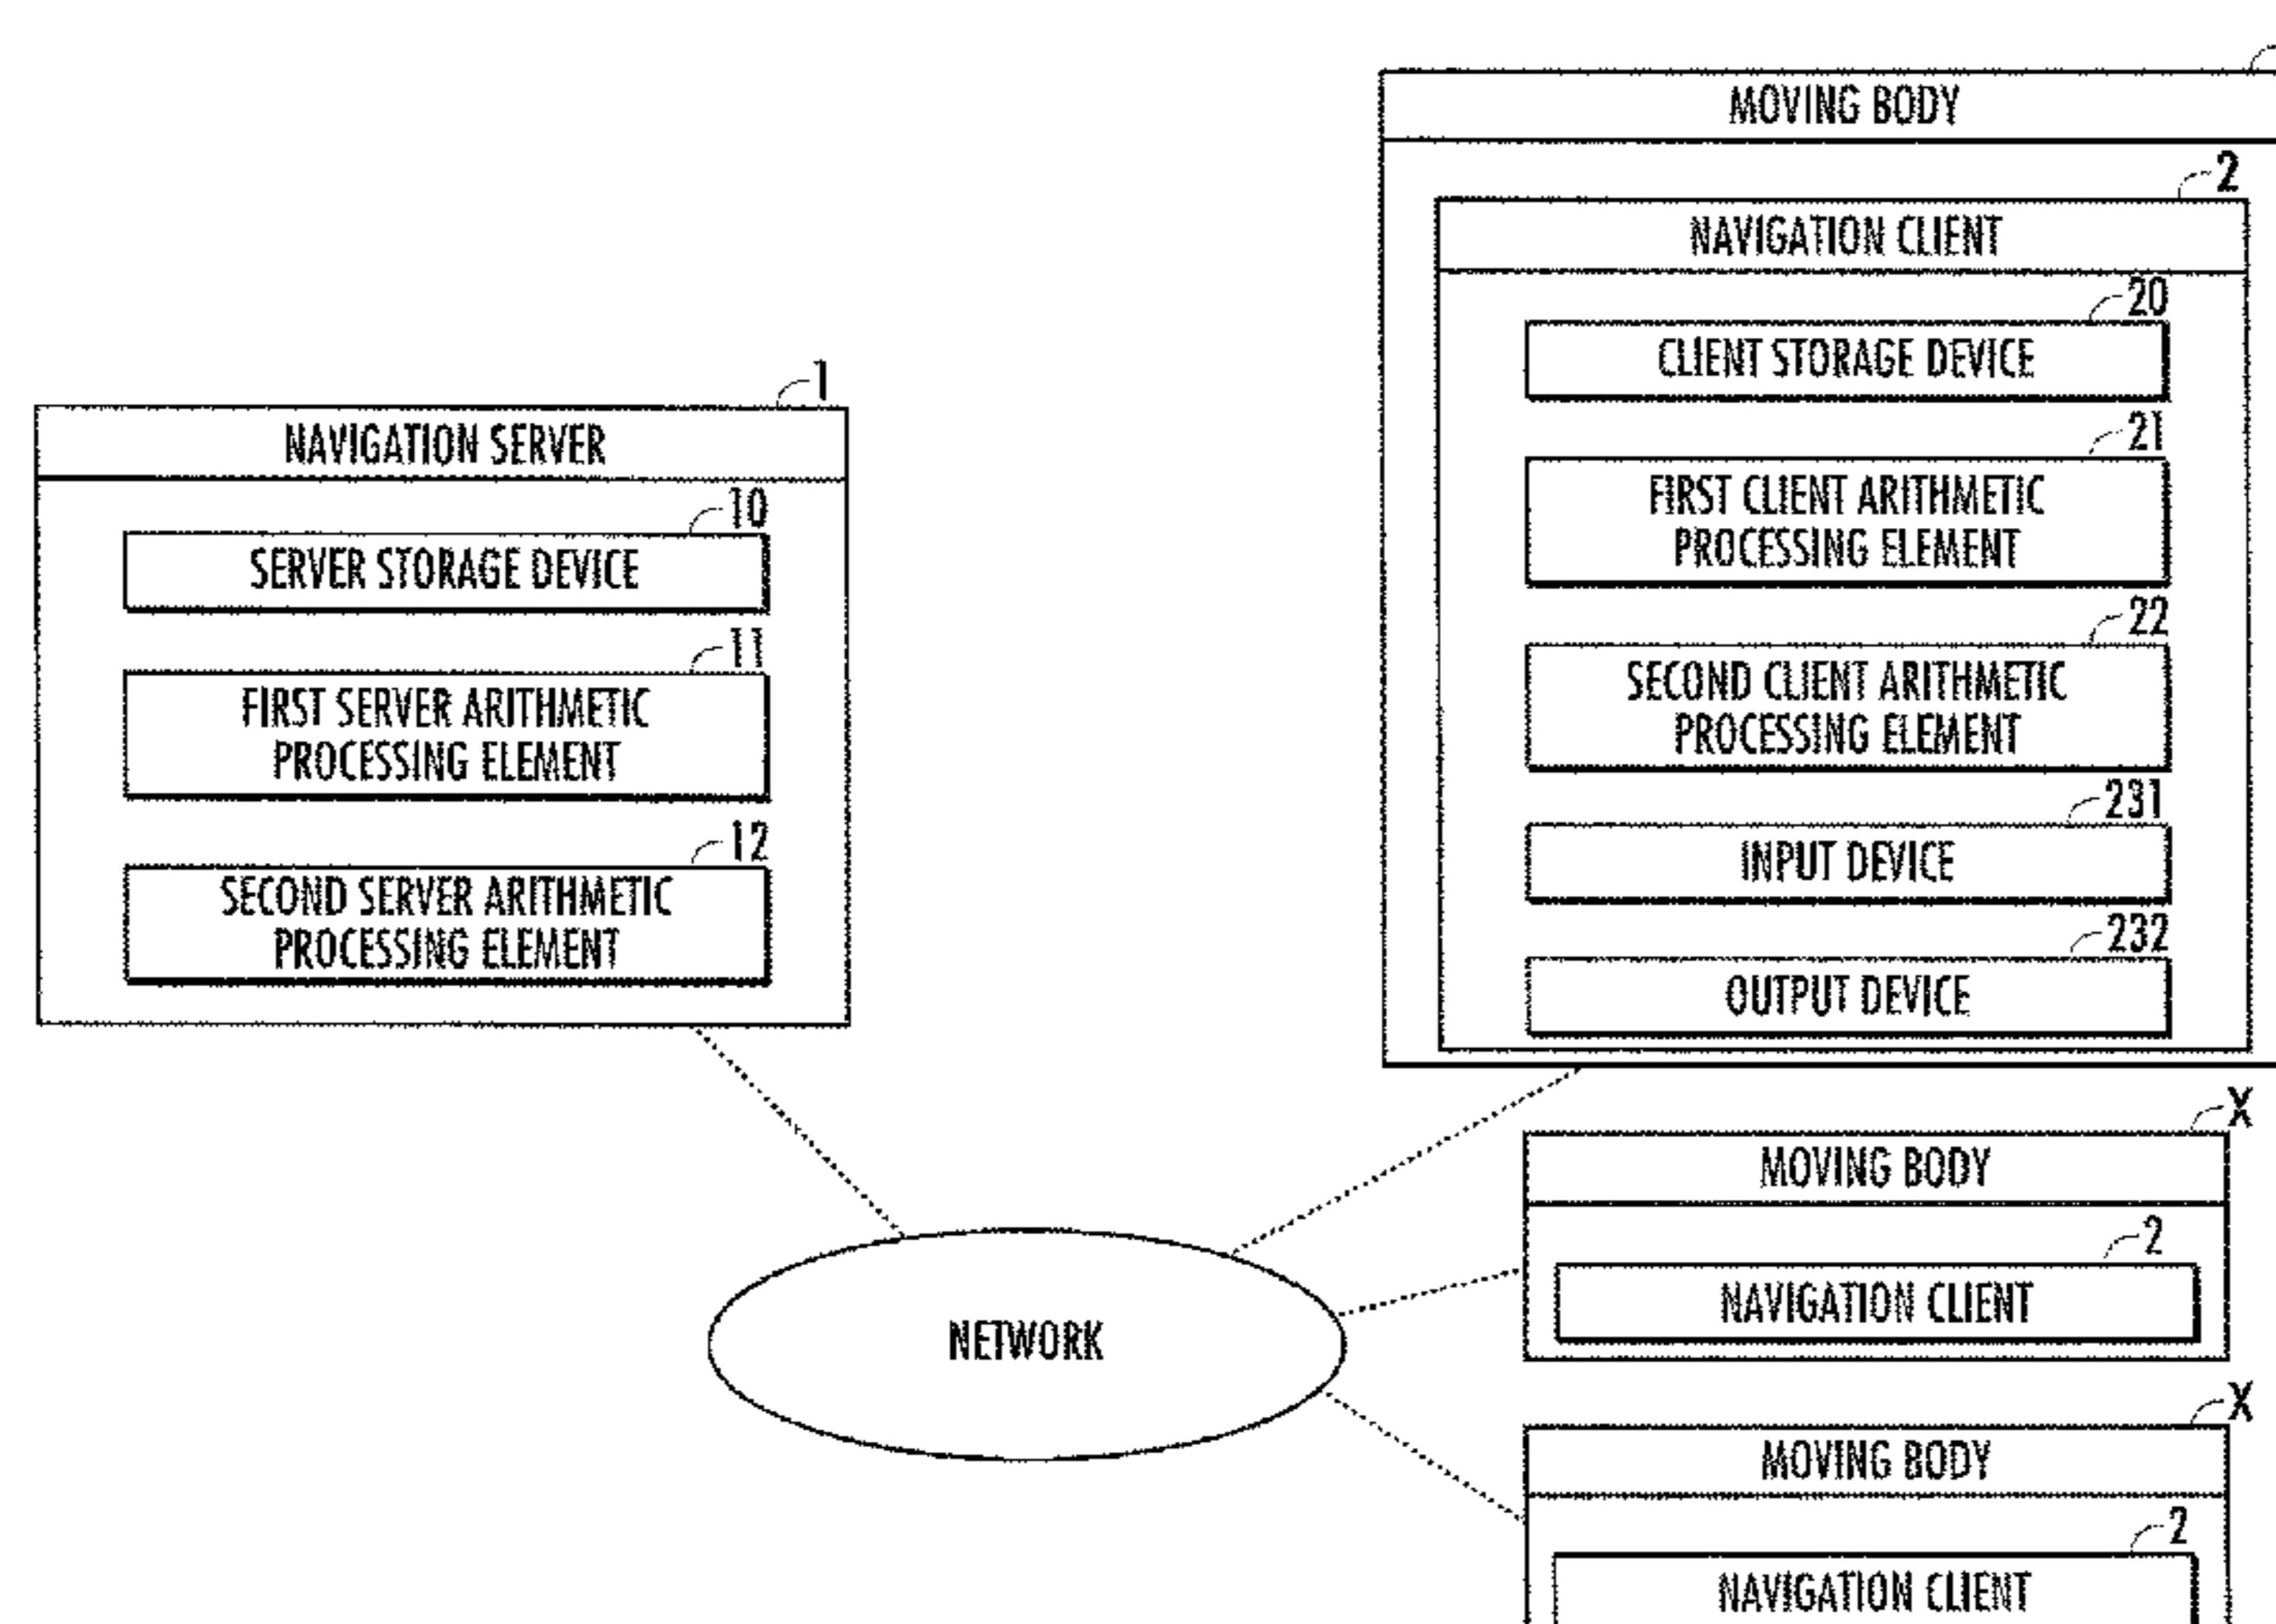 1
NAVIGATION SERVER
10
SERVER STORAGE DEVICE
11
FIRST SERVER ARITHMETIC
PROCESSING ELEMENT
12
SECOND SERVER ARITHMETIC
PROCESSING ELEMENT
MOVING BODY
2
NAVIGATION CLIENT
20
CLIENT STORAGE DEVICE
21
FIRST CLIENT ARITHMETIC
PROCESSING ELEMENT
22
SECOND CLIENT ARITHMETIC
PROCESSING ELEMENT
231
INPUT DEVICE
232
OUTPUT DEVICE
NETWORK
X
MOVING BODY
2
NAVIGATION CLIENT
X
MOVING BODY
2
NAVIGATION CLIENT